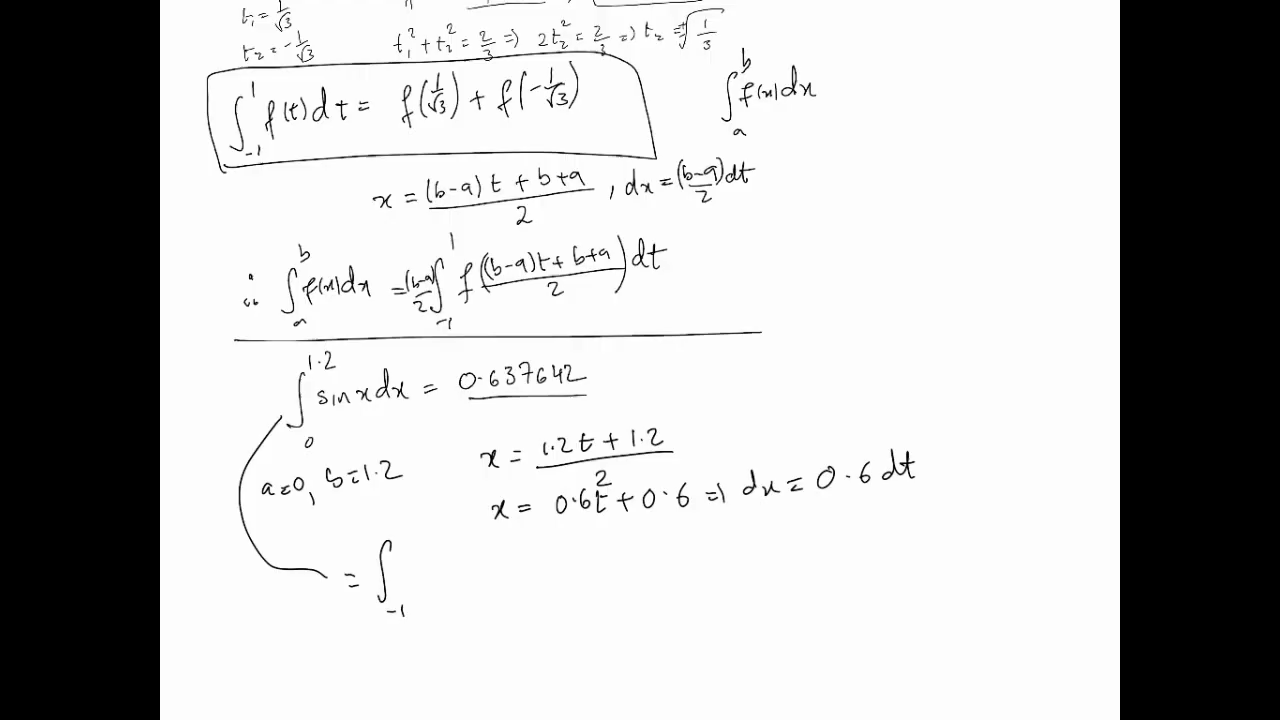 t₁ = 1/√3
t₂ = -1/√3 t₁² + t₂² = 2/3 => 2t₂² = 2/3 => t₂ = √(1/3)
∫₋₁¹ f(t)dt = f(1/√3) + f(-1/√3) ∫ₐᵇ f(x)dx
x = ((b-a)t + b+a)/2 , dx = (b-a)/2 dt
∴ ∫ₐᵇ f(x)dx = (b-a)/2 ∫₋₁¹ f(((b-a)t + b+a)/2) dt
∫₀^1.2 sin x dx = 0.637642
a=0, b=1.2 x = (1.2t + 1.2)/2
x = 0.6t + 0.6 => dx = 0.6 dt
= ∫₋₁